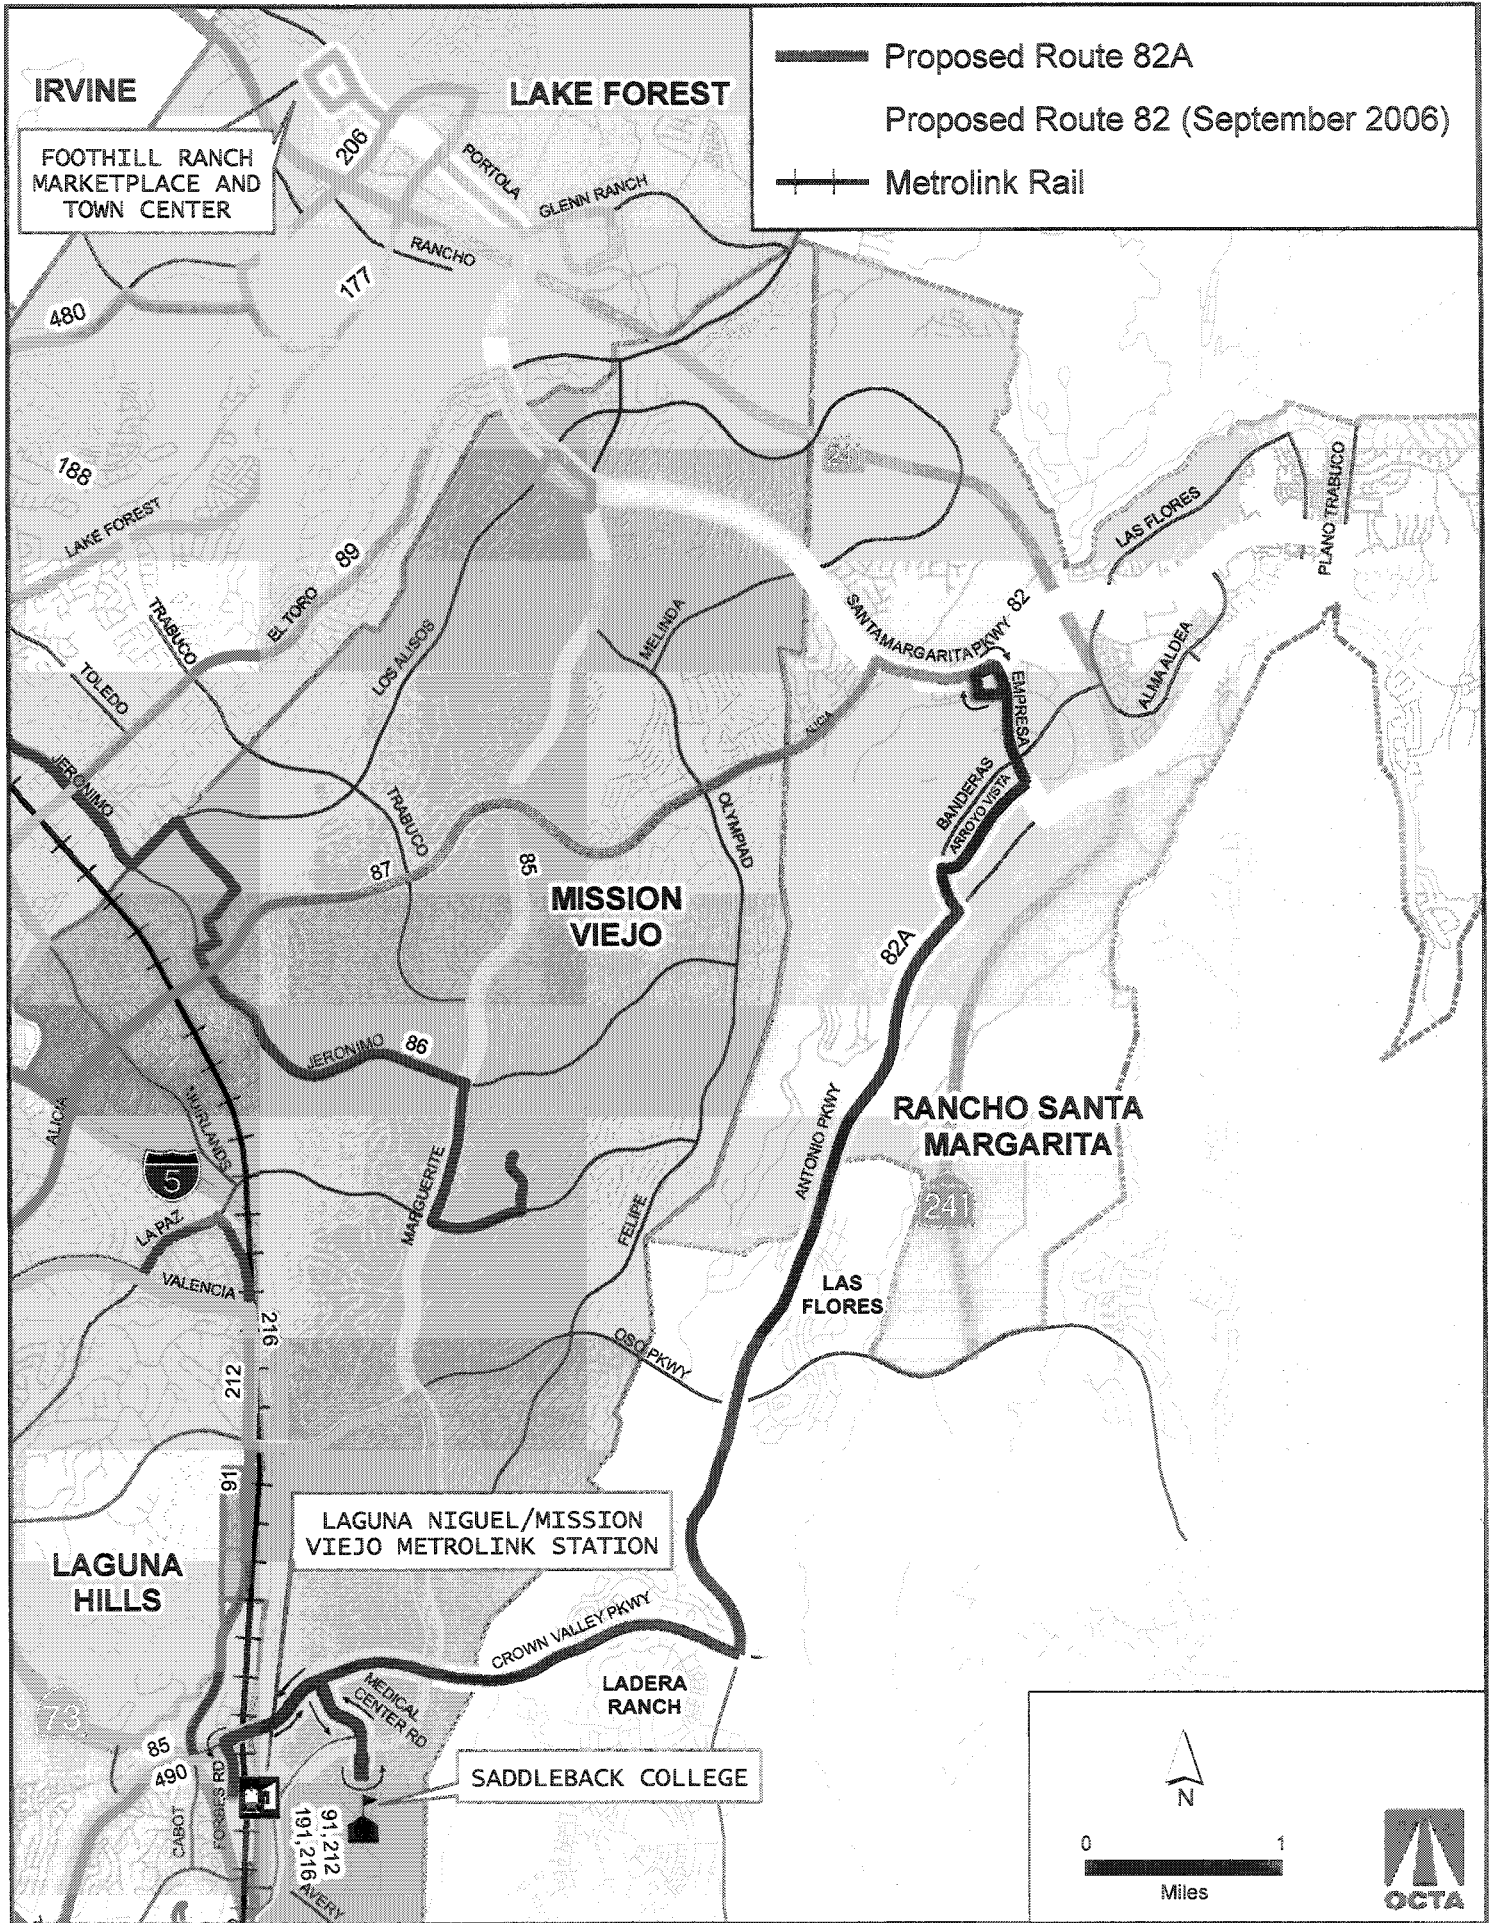 Proposed Route 82A
Proposed Route 82 (September 2006)
Metrolink Rail
IRVINE
LAKE FOREST
FOOTHILL RANCH
MARKETPLACE AND
TOWN CENTER
206
PORTOLA
GLENN RANCH
RANCHO
177
480
188
LAKE FOREST
89
241
LAS FLORES
PLANO TRABUCO
TRABUCO
EL TORO
TOLEDO
LOS ALISOS
MELINDA
SANTA MARGARITA PKWY
82
EMPRESA
ALMA ALDEA
JERONIMO
TRABUCO
87
85
OLYMPIAD
BANDERAS
ARROYO VISTA
MISSION
VIEJO
82A
JERONIMO
86
ALICIA
5
LA PAZ
VALENCIA
MARGUERITE
FELIPE
ANTONIO PKWY
RANCHO SANTA
MARGARITA
241
LAS
FLORES
216
212
OSO PKWY
91
LAGUNA NIGUEL/MISSION
VIEJO METROLINK STATION
LAGUNA
HILLS
CROWN VALLEY PKWY
LADERA
RANCH
MEDICAL
CENTER RD
73
85
490
FORBES RD
CABOT
SADDLEBACK COLLEGE
91, 212
191, 216
AVERY
N
0 1
Miles
OCTA